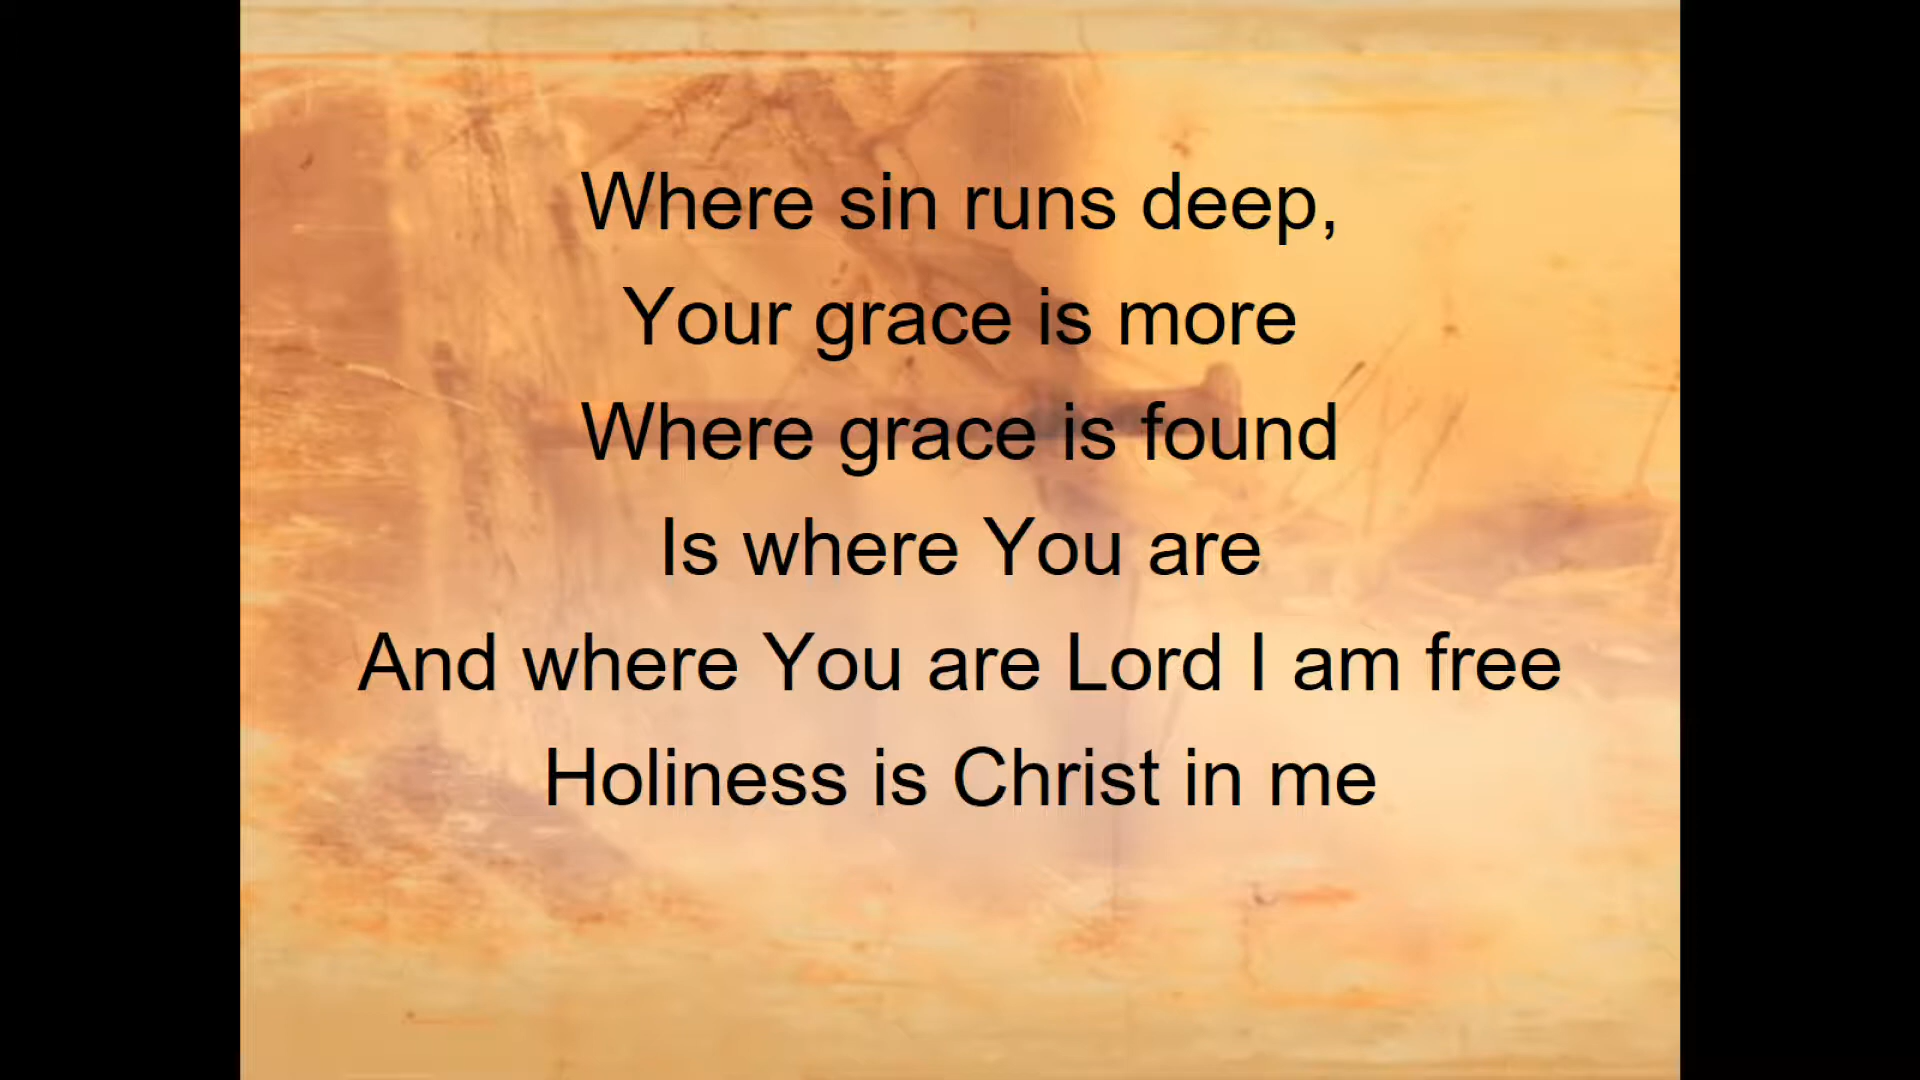 Where sin runs deep,
Your grace is more
Where grace is found
Is where You are
And where You are Lord I am free
Holiness is Christ in me